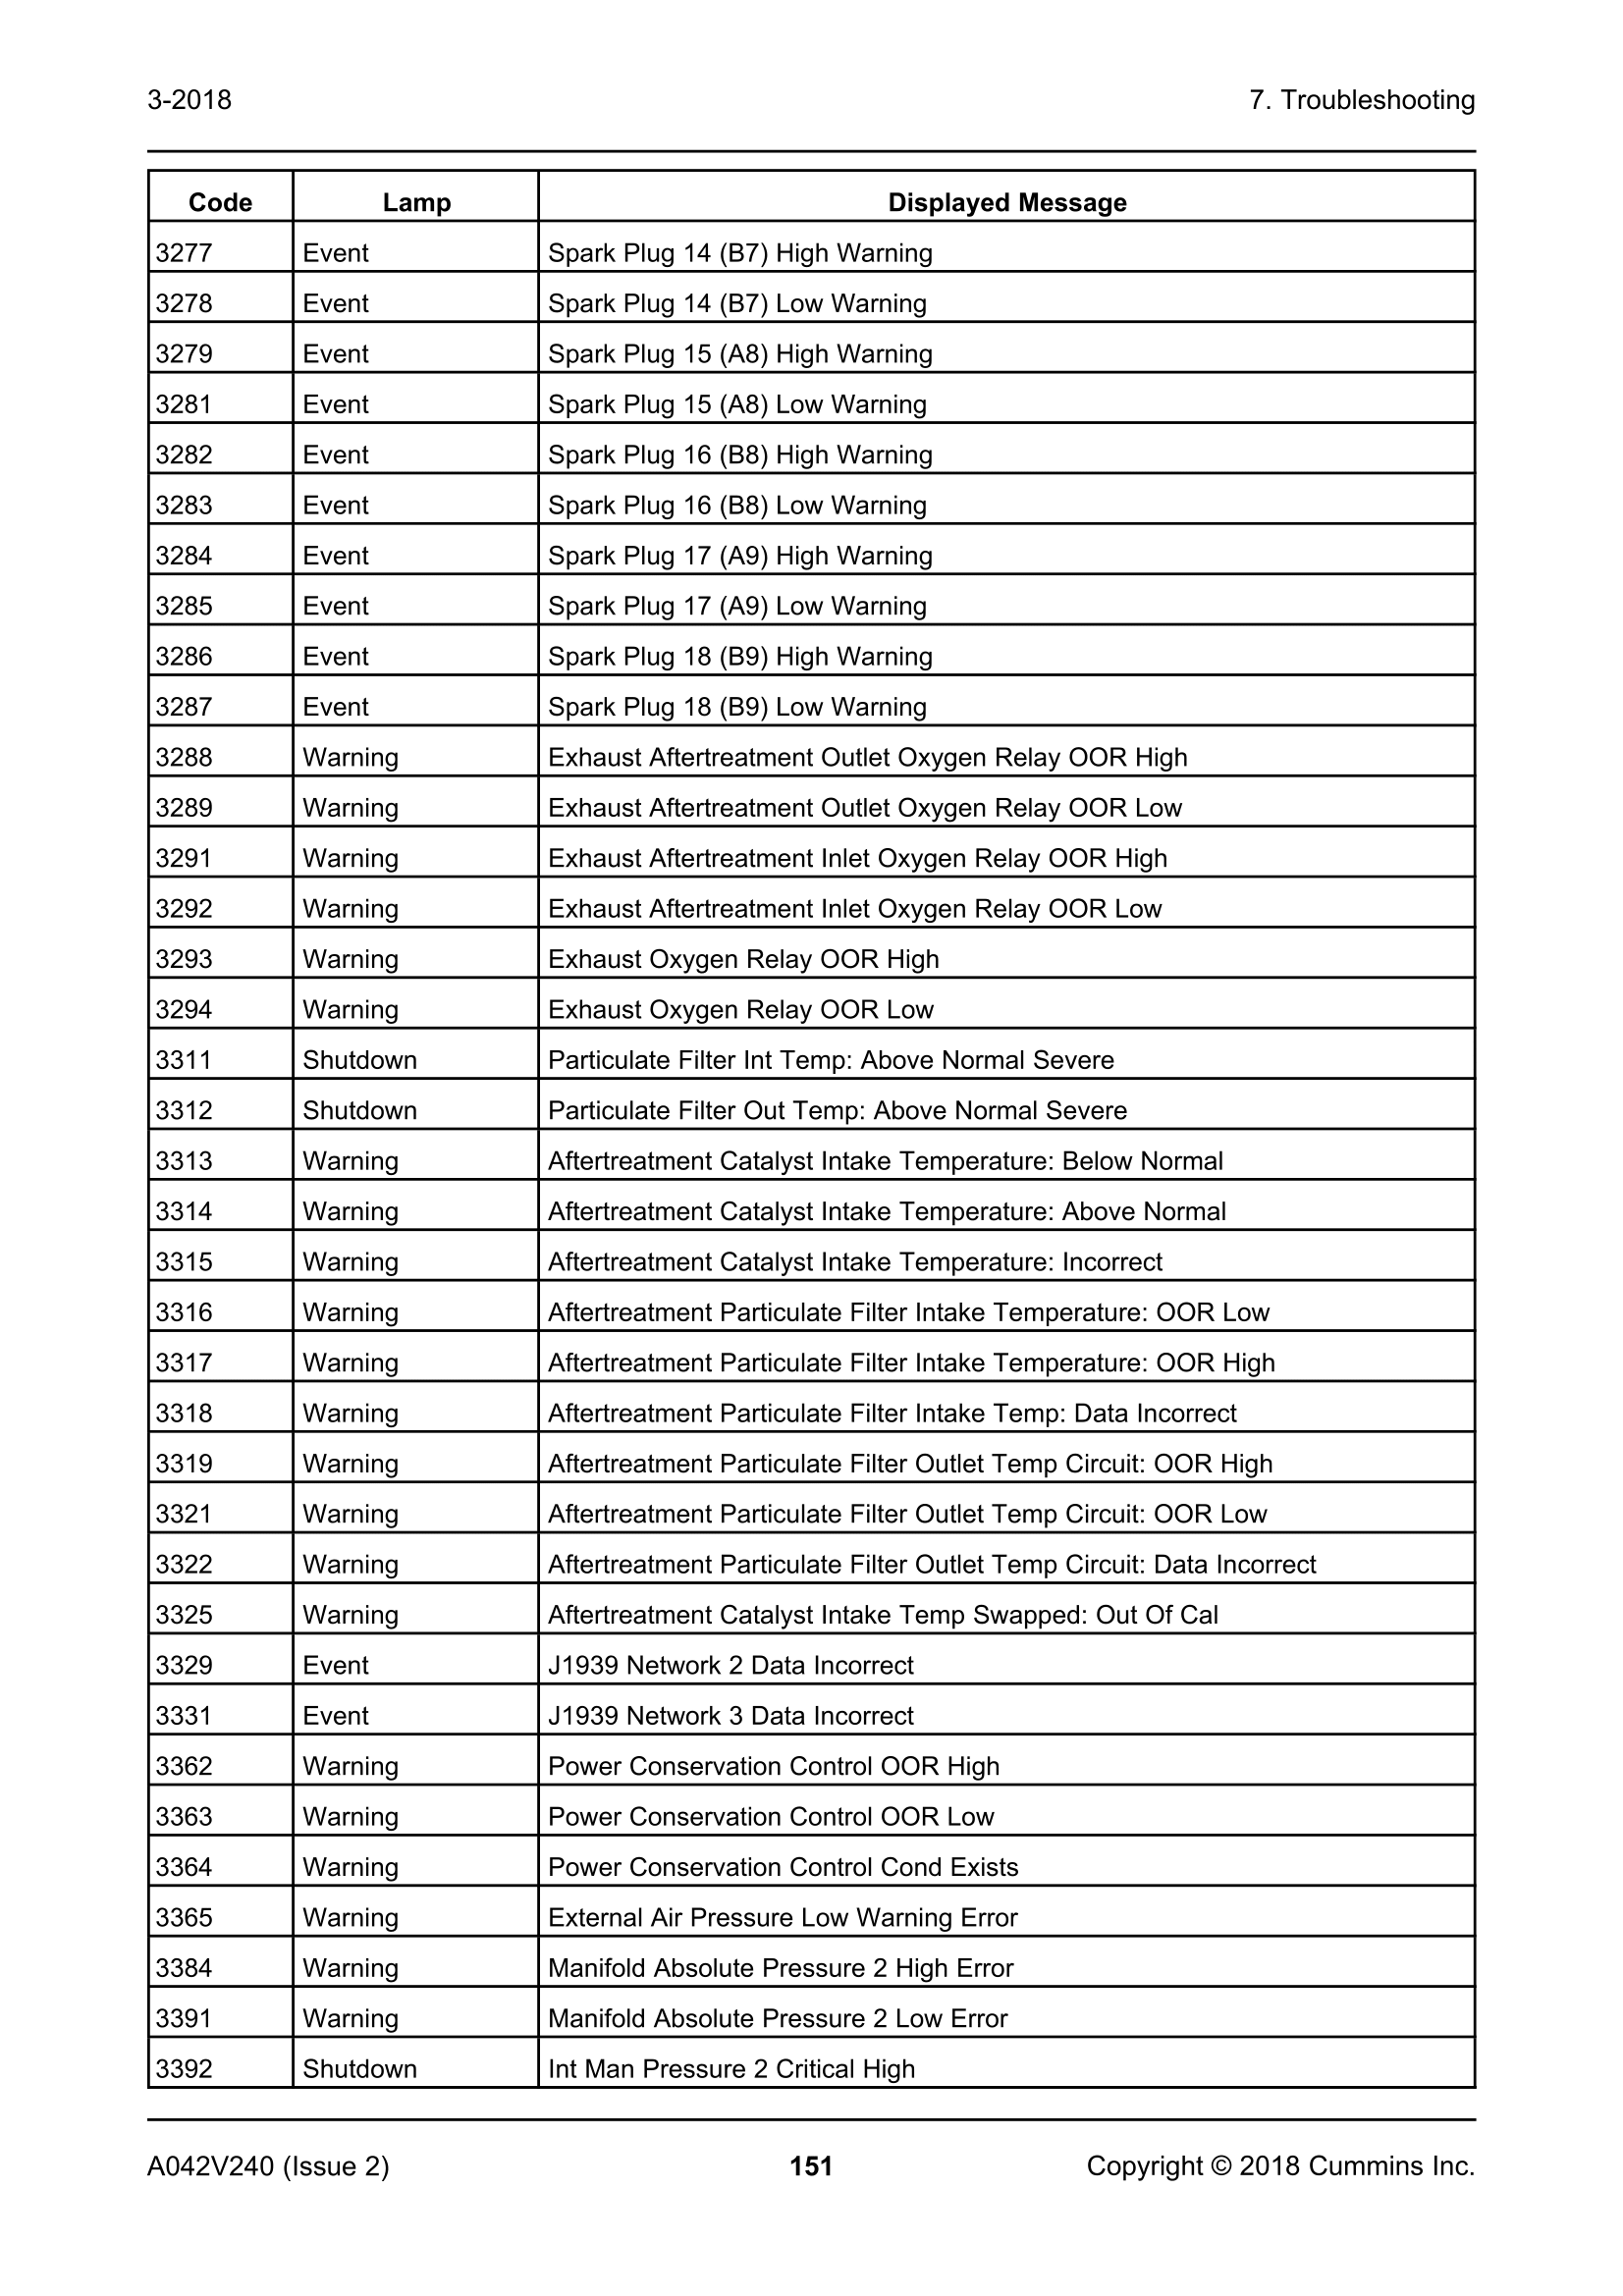 3-2018 7. Troubleshooting
Code Lamp Displayed Message
3277 Event Spark Plug 14 (B7) High Warning
3278 Event Spark Plug 14 (B7) Low Warning
3279 Event Spark Plug 15 (A8) High Warning
3281 Event Spark Plug 15 (A8) Low Warning
3282 Event Spark Plug 16 (B8) High Warning
3283 Event Spark Plug 16 (B8) Low Warning
3284 Event Spark Plug 17 (A9) High Warning
3285 Event Spark Plug 17 (A9) Low Warning
3286 Event Spark Plug 18 (B9) High Warning
3287 Event Spark Plug 18 (B9) Low Warning
3288 Warning Exhaust Aftertreatment Outlet Oxygen Relay OOR High
3289 Warning Exhaust Aftertreatment Outlet Oxygen Relay OOR Low
3291 Warning Exhaust Aftertreatment Inlet Oxygen Relay OOR High
3292 Warning Exhaust Aftertreatment Inlet Oxygen Relay OOR Low
3293 Warning Exhaust Oxygen Relay OOR High
3294 Warning Exhaust Oxygen Relay OOR Low
3311 Shutdown Particulate Filter Int Temp: Above Normal Severe
3312 Shutdown Particulate Filter Out Temp: Above Normal Severe
3313 Warning Aftertreatment Catalyst Intake Temperature: Below Normal
3314 Warning Aftertreatment Catalyst Intake Temperature: Above Normal
3315 Warning Aftertreatment Catalyst Intake Temperature: Incorrect
3316 Warning Aftertreatment Particulate Filter Intake Temperature: OOR Low
3317 Warning Aftertreatment Particulate Filter Intake Temperature: OOR High
3318 Warning Aftertreatment Particulate Filter Intake Temp: Data Incorrect
3319 Warning Aftertreatment Particulate Filter Outlet Temp Circuit: OOR High
3321 Warning Aftertreatment Particulate Filter Outlet Temp Circuit: OOR Low
3322 Warning Aftertreatment Particulate Filter Outlet Temp Circuit: Data Incorrect
3325 Warning Aftertreatment Catalyst Intake Temp Swapped: Out Of Cal
3329 Event J1939 Network 2 Data Incorrect
3331 Event J1939 Network 3 Data Incorrect
3362 Warning Power Conservation Control OOR High
3363 Warning Power Conservation Control OOR Low
3364 Warning Power Conservation Control Cond Exists
3365 Warning External Air Pressure Low Warning Error
3384 Warning Manifold Absolute Pressure 2 High Error
3391 Warning Manifold Absolute Pressure 2 Low Error
3392 Shutdown Int Man Pressure 2 Critical High
A042V240 (Issue 2) 151 Copyright © 2018 Cummins Inc.